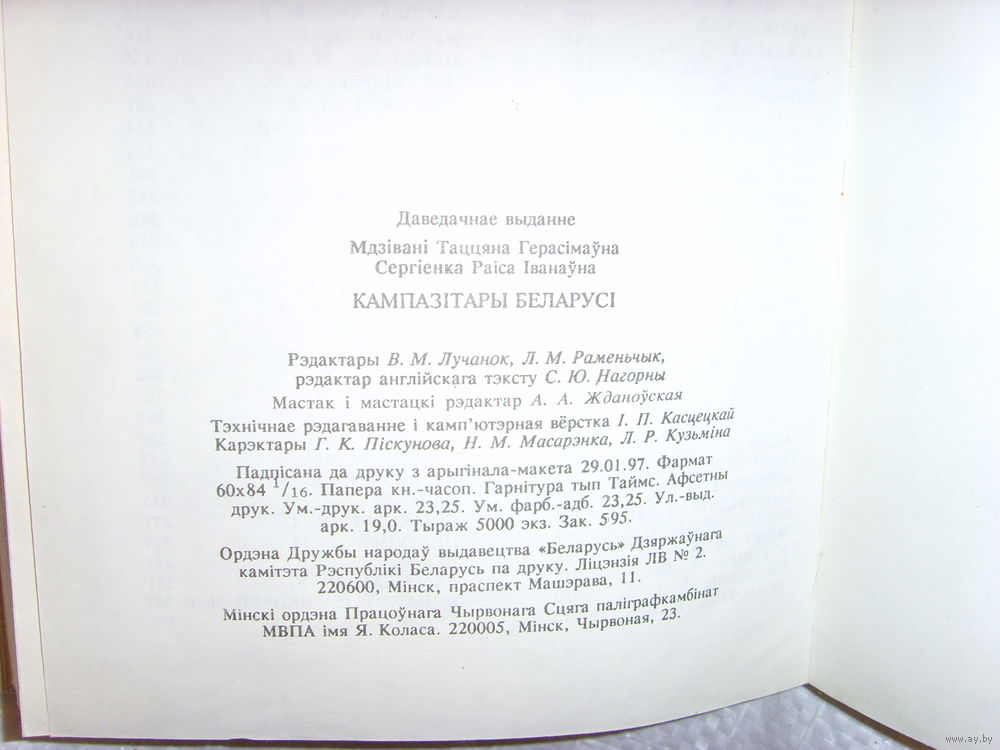 Даведачнае выданне
Мдзівані Таццяна Герасімаўна
Сергіенка Раіса Іванаўна
КАМПАЗІТАРЫ БЕЛАРУСІ
Рэдактары В. М. Лучанок, Л. М. Раменьчык,
рэдактар англійскага тэксту С. Ю. Нагорны
Мастак і мастацкі рэдактар А. А. Жданоўская
Тэхнічнае рэдагаванне і камп'ютэрная вёрстка І. П. Касцецкай
Карэктары Г. К. Піскунова, Н. М. Масарэнка, Л. Р. Кузьміна
Падпісана да друку з арыгінала-макета 29.01.97. Фармат
60х84 1/16. Папера кн.-часоп. Гарнітура тып Таймс. Афсетны
друк. Ум.-друк. арк. 23,25. Ум. фарб.-адб. 23,25. Ул.-выд.
арк. 19,0. Тыраж 5000 экз. Зак. 595.
Ордэна Дружбы народаў выдавецтва «Беларусь» Дзяржаўнага
камітэта Рэспублікі Беларусь па друку. Ліцэнзія ЛВ № 2.
220600, Мінск, праспект Машэрава, 11.
Мінскі ордэна Працоўнага Чырвонага Сцяга паліграфкамбінат
МВПА імя Я. Коласа. 220005, Мінск, Чырвоная, 23.
www.ay.by